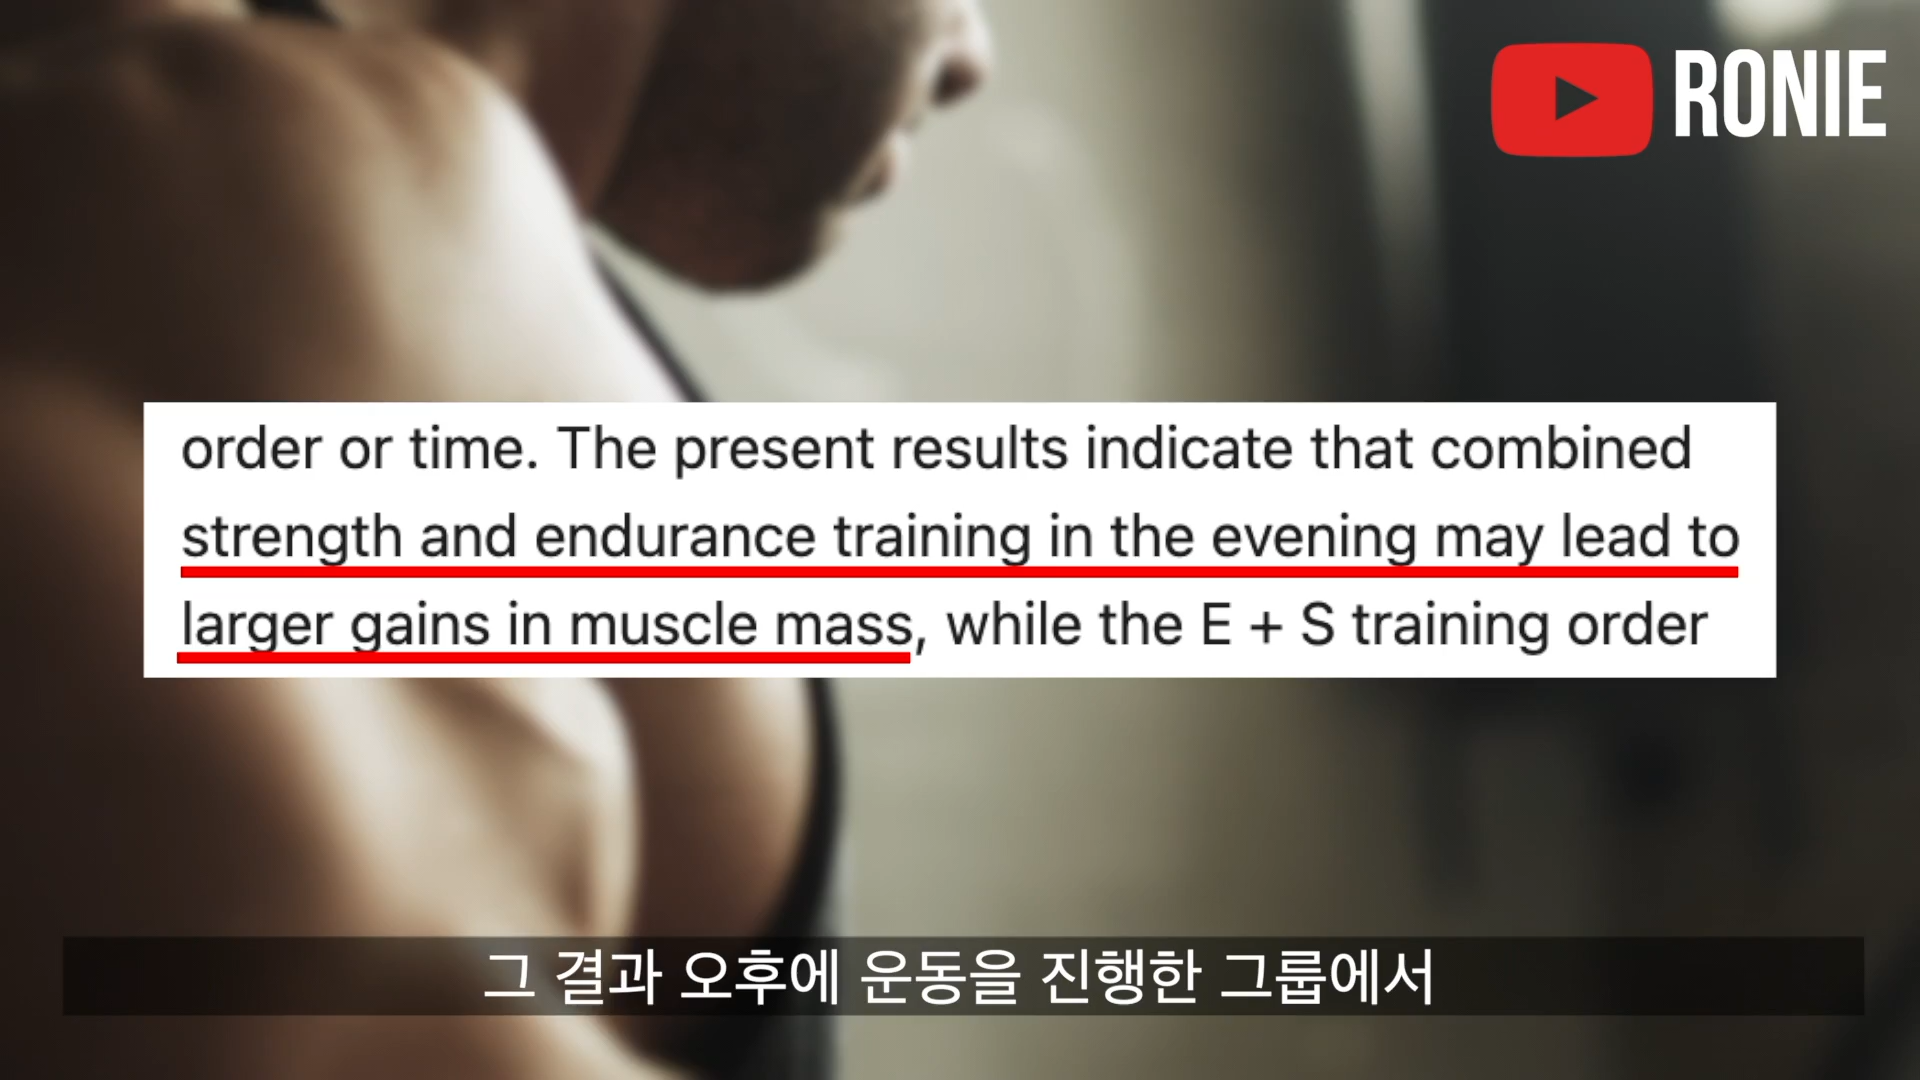 RONIE
order or time. The present results indicate that combined
strength and endurance training in the evening may lead to
larger gains in muscle mass, while the E + S training order
그 결과 오후에 운동을 진행한 그룹에서